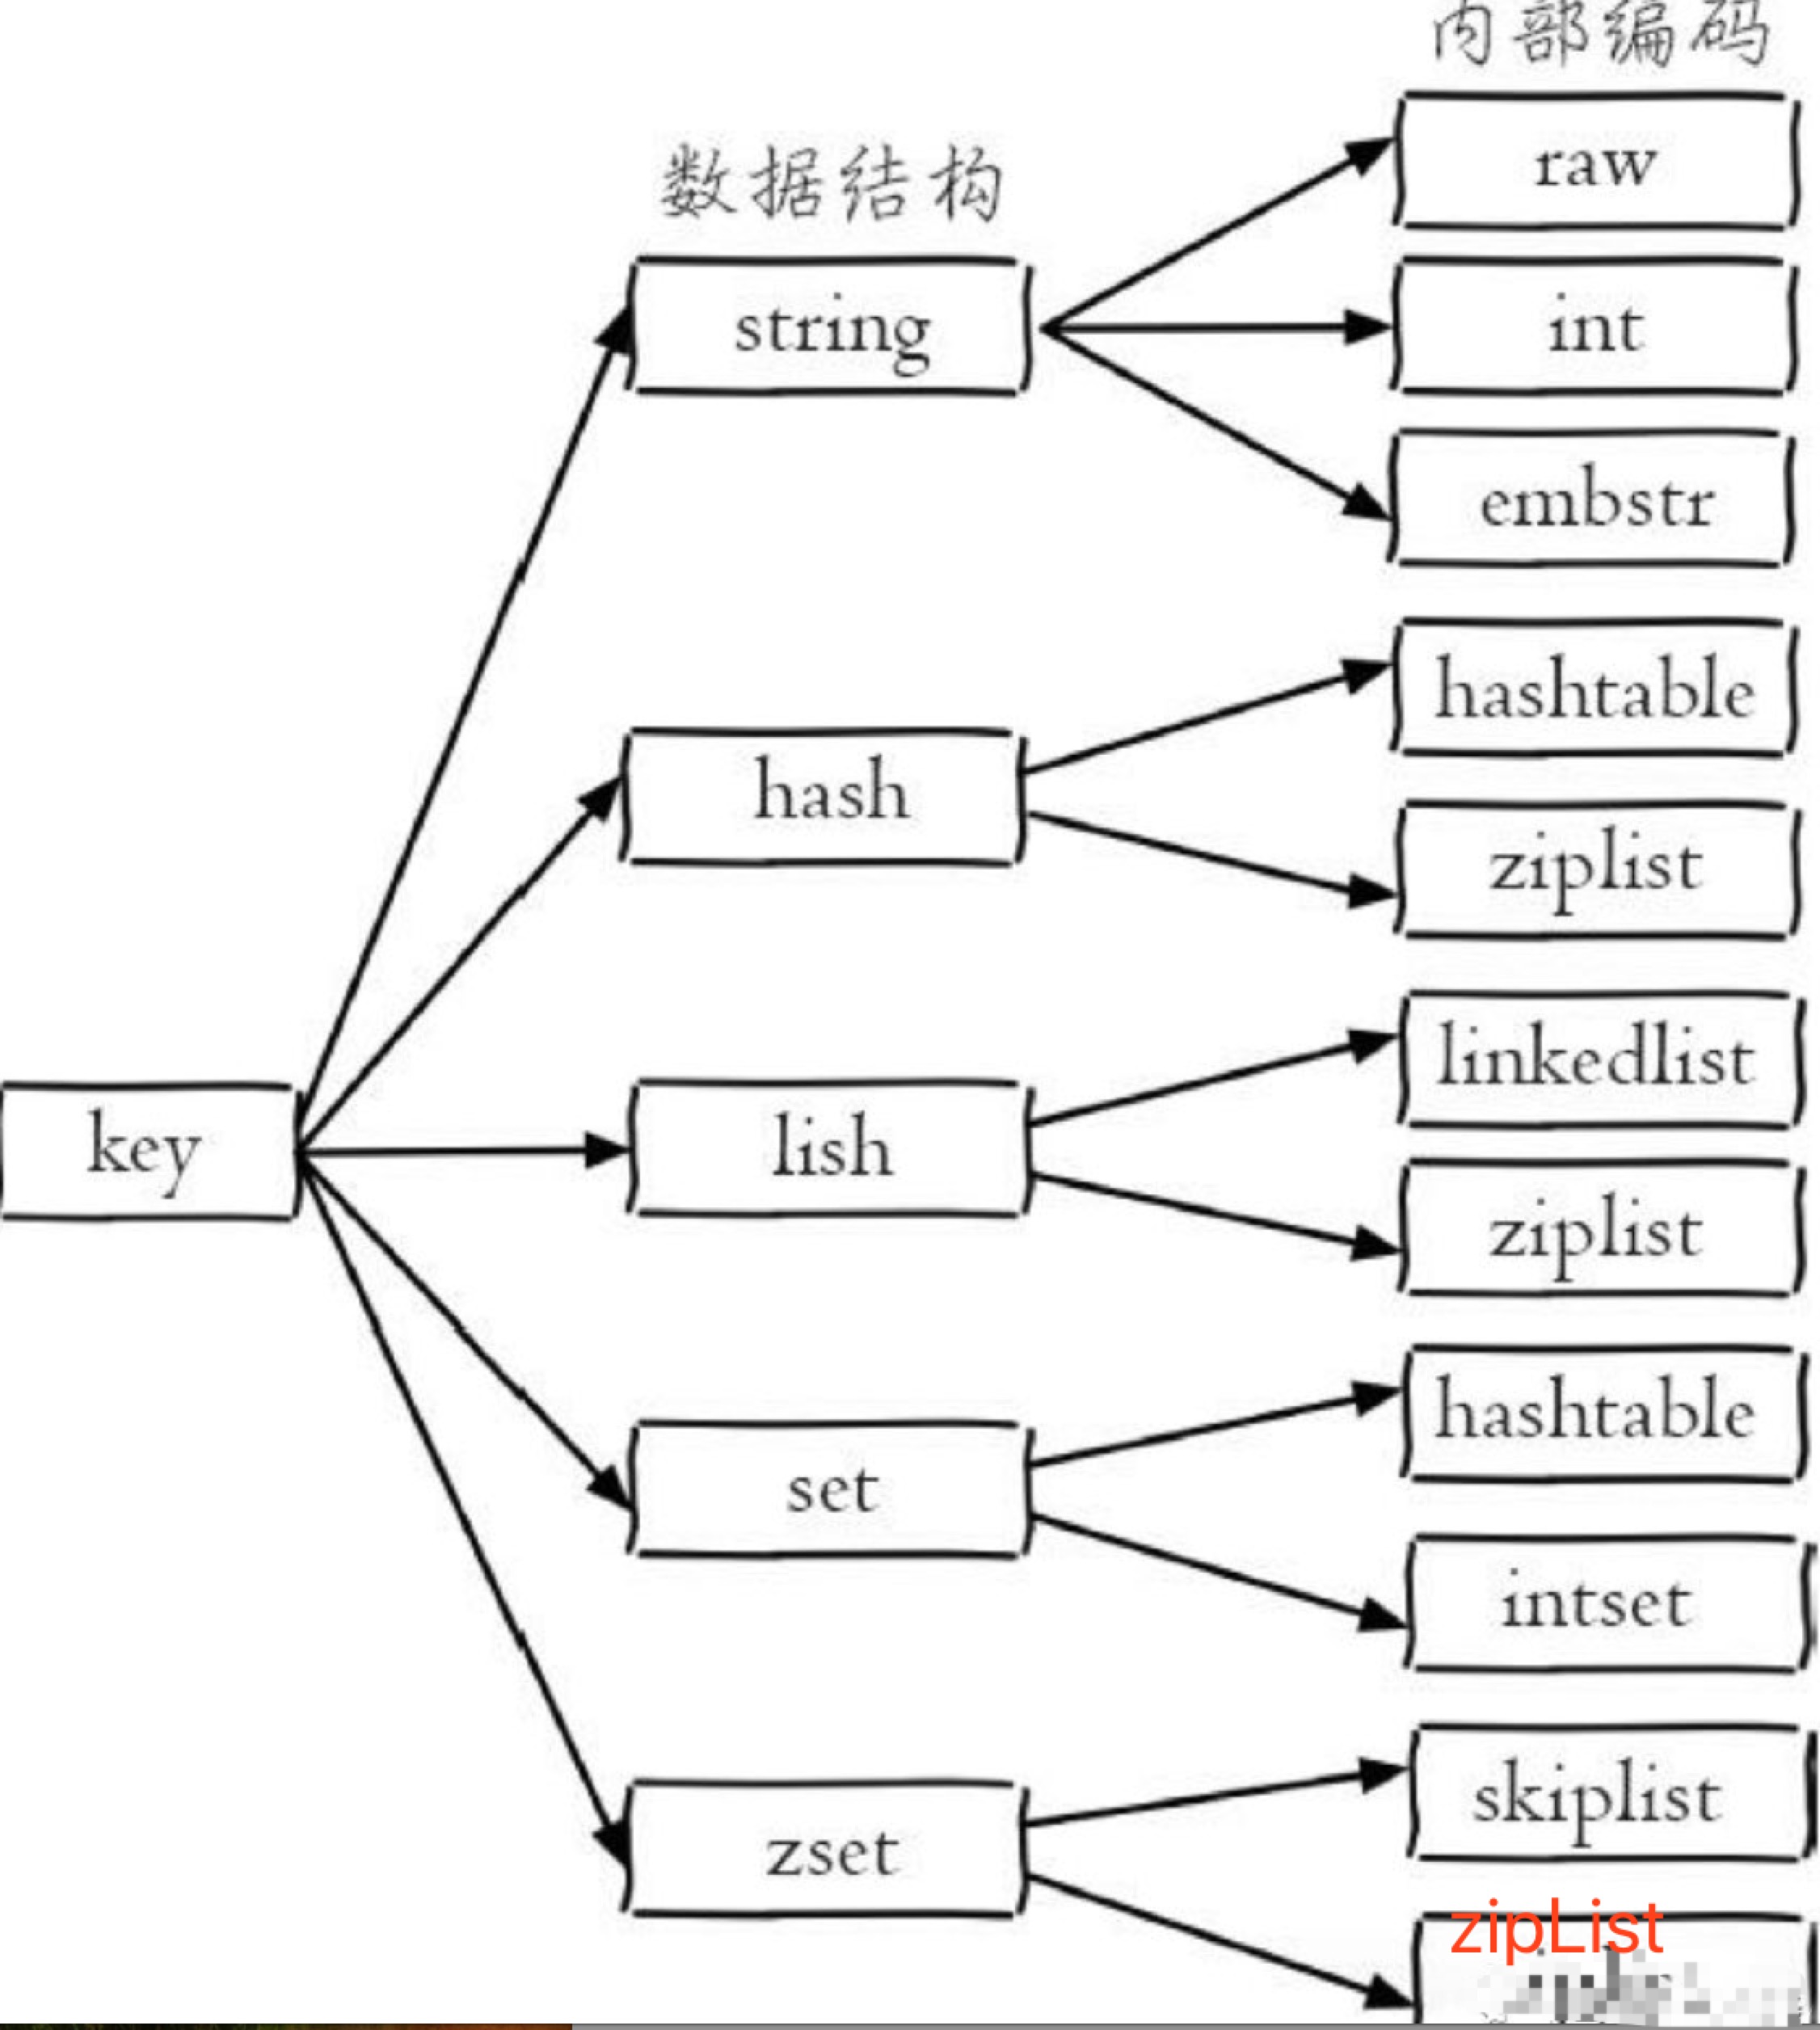 内部编码
数据结构
raw
string
int
embstr
hashtable
hash
ziplist
linkedlist
key
lish
ziplist
hashtable
set
intset
skiplist
zset
zipList